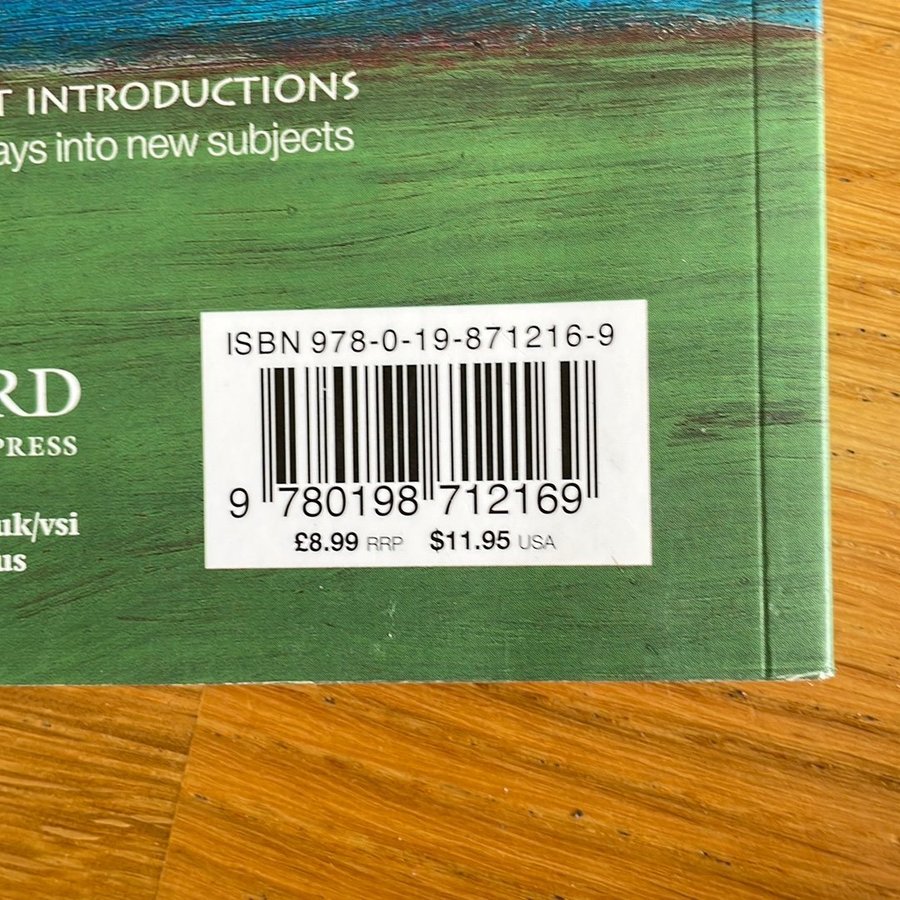 T INTRODUCTIONS
ays into new subjects
ISBN 978-0-19-871216-9
RD
PRESS
9 780198 712169
uk/vsi
£8.99 RRP $11.95 USA
us